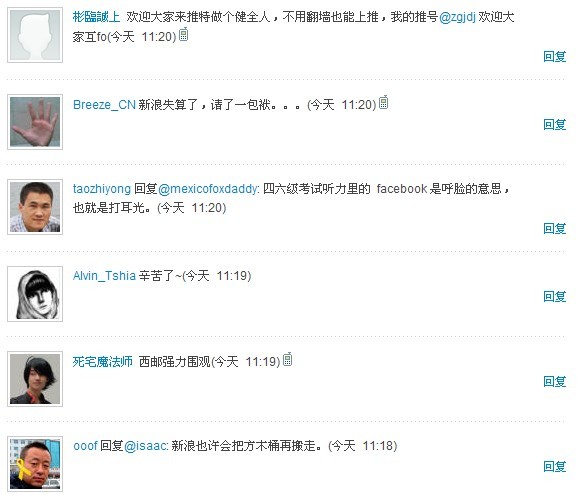 彬臨誠上 欢迎大家来推特做个健全人，不用翻墙也能上推，我的推号@zgjdj 欢迎大
家互fo(今天 11:20)
回复
Breeze_CN 新浪失算了，请了一包袱。。。(今天 11:20)
回复
taozhiyong 回复@mexicofoxdaddy: 四六级考试听力里的 facebook 是呼脸的意思，
也就是打耳光。(今天 11:20)
回复
Alvin_Tshia 辛苦了~(今天 11:19)
回复
死宅魔法师 西邮强力围观(今天 11:19)
回复
ooof 回复@isaac: 新浪也许会把方木桶再搬走。(今天 11:18)
回复